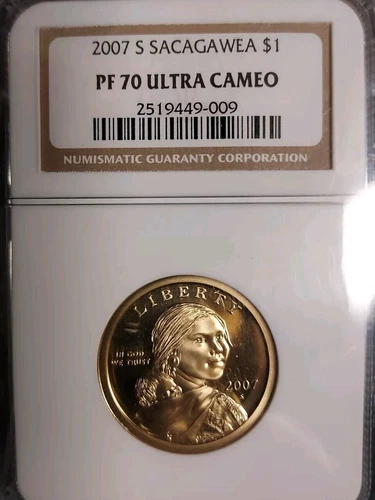 2007 S SACAGAWEA $1
PF 70 ULTRA CAMEO
2519449-009
NUMISMATIC GUARANTY CORPORATION
LIBERTY
IN GOD
WE TRUST
2007
S